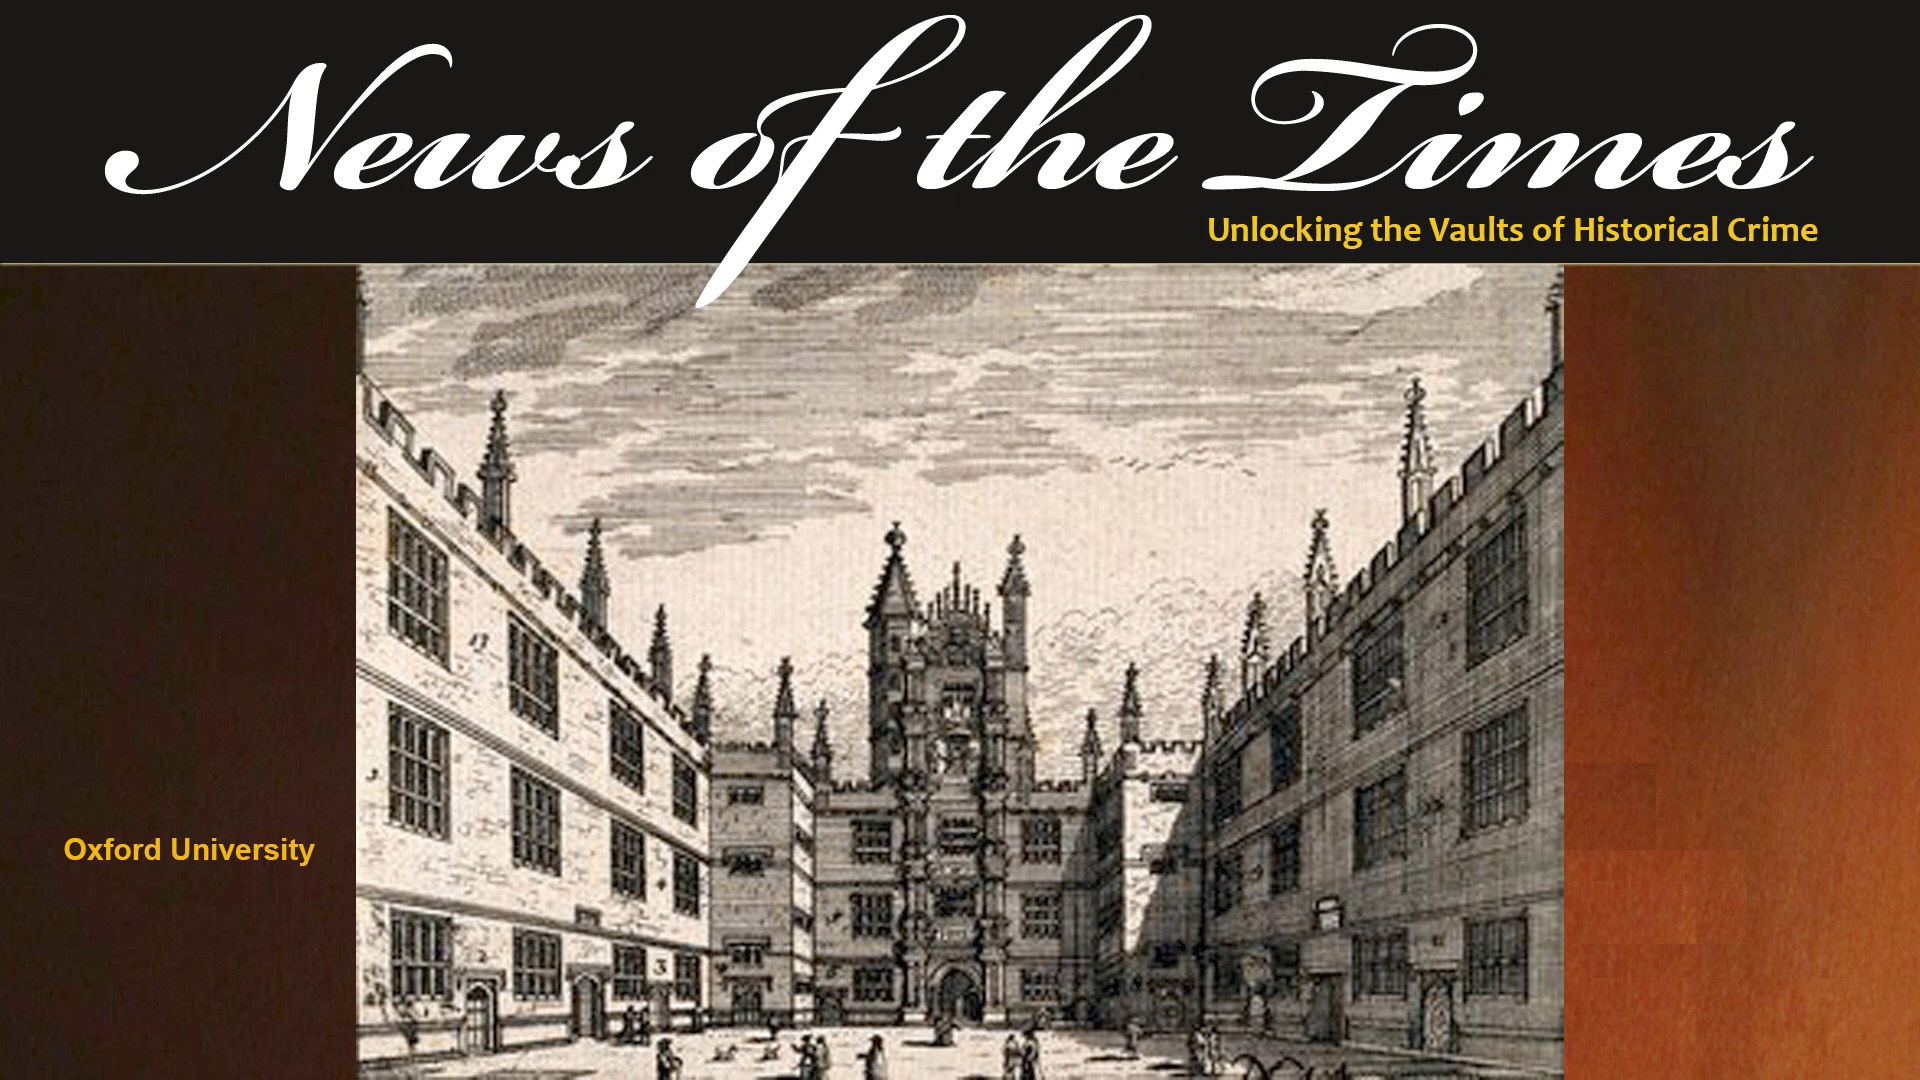 News of the Times
Unlocking the Vaults of Historical Crime
Oxford University